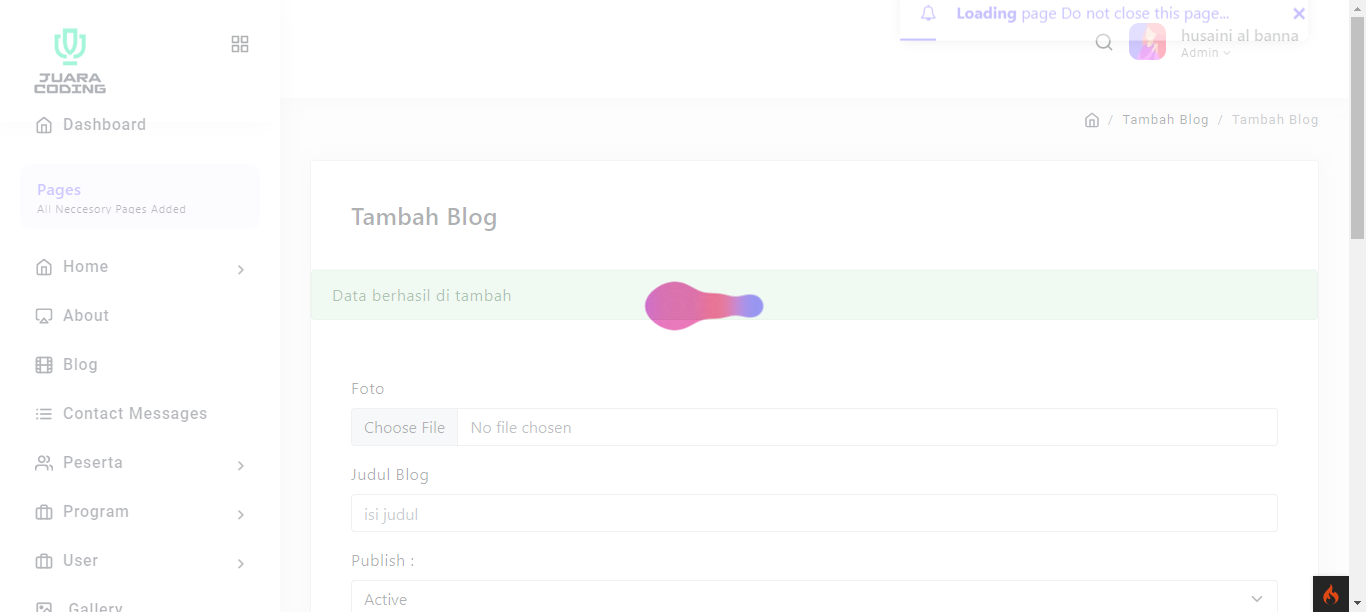 Loading page Do not close this page...
JUARA
CODING
husaini al banna
Admin
Dashboard
Tambah Blog / Tambah Blog
Pages
All Neccesory Pages Added
Tambah Blog
Home
Data berhasil di tambah
About
Blog
Foto
Contact Messages
Choose File No file chosen
Peserta
Judul Blog
Program
isi judul
User
Publish :
Active
Gallery